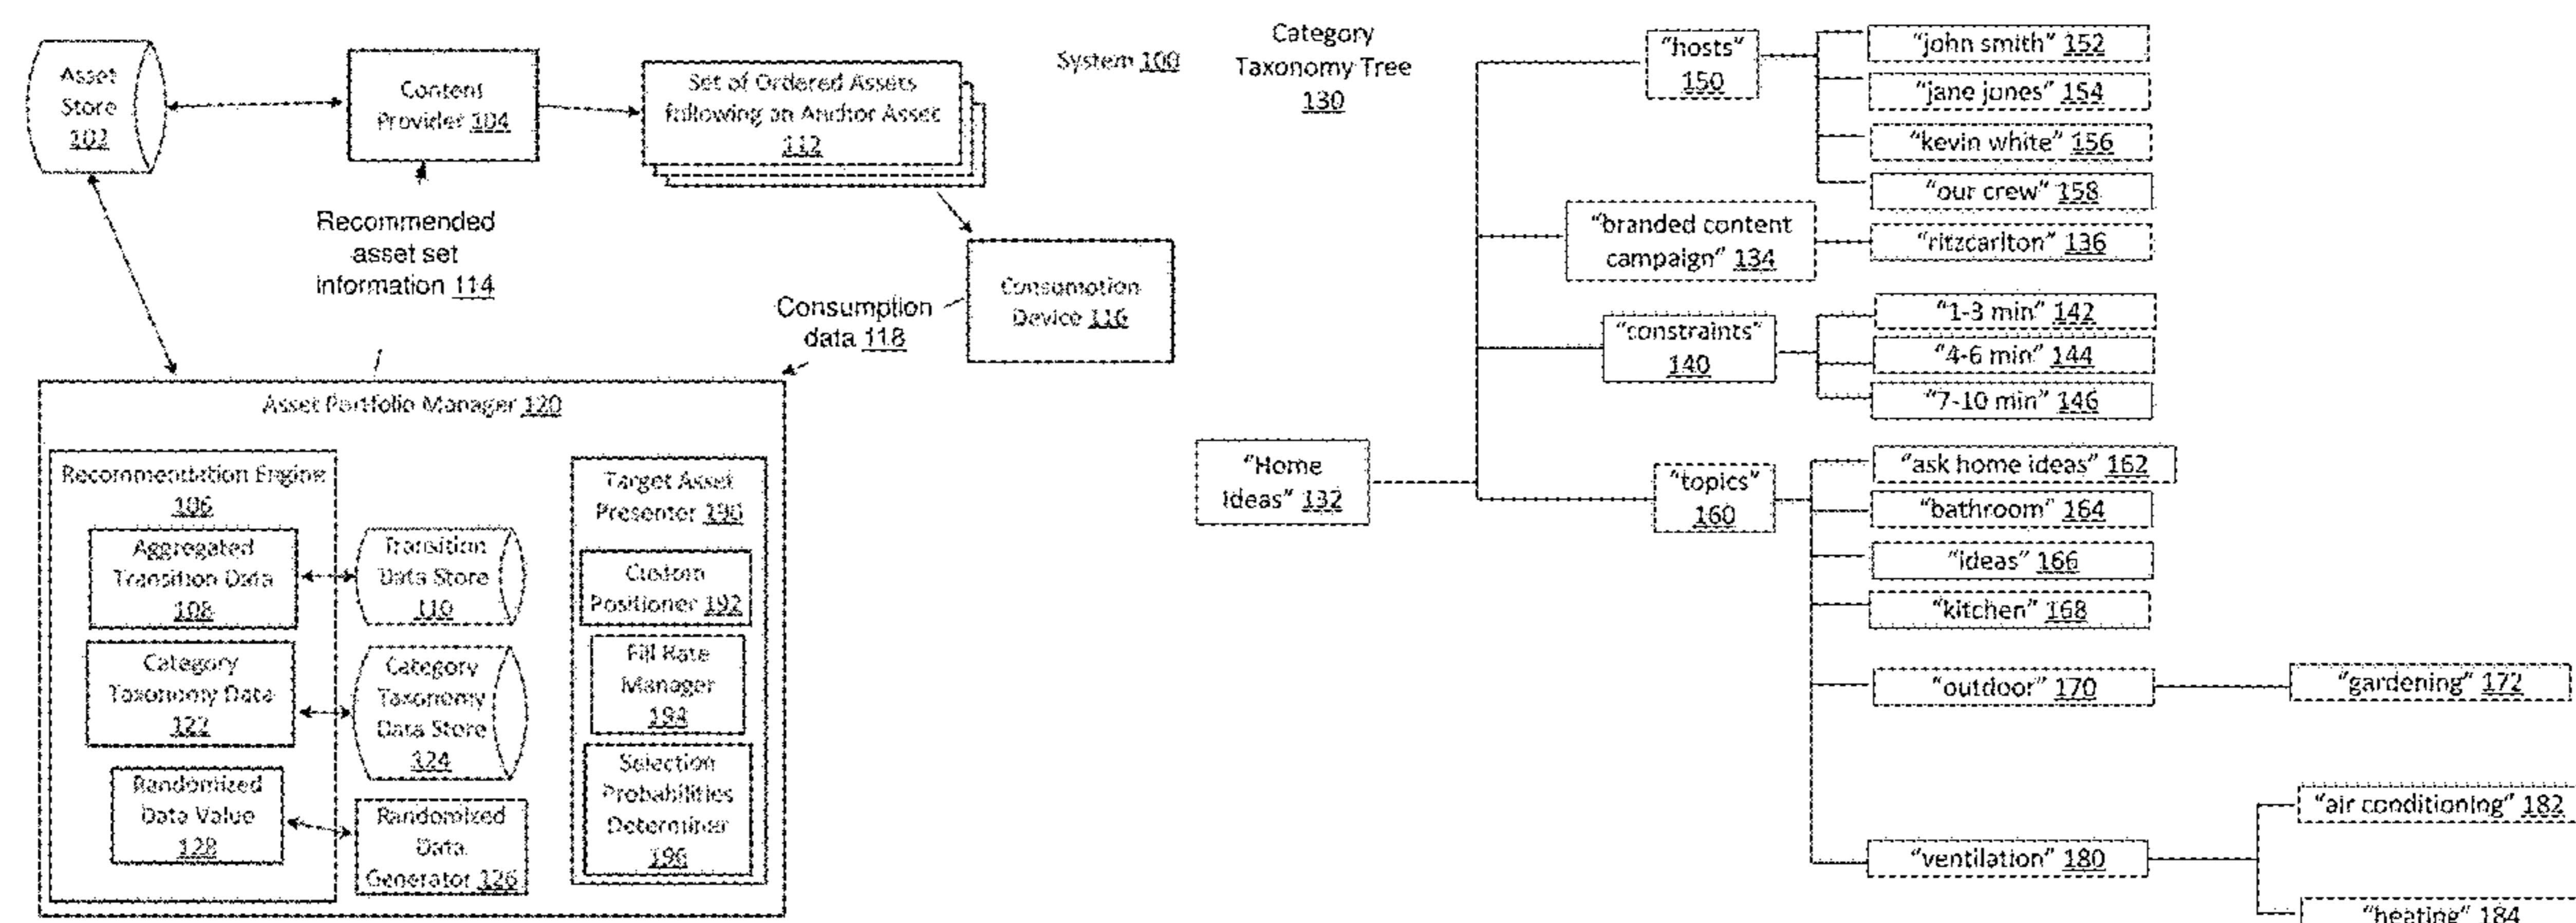 Asset
Store
102
Content
Provider 104
Set of Ordered Assets
following an Anchor Asset
112
System 100
Recommended
asset set
information 114
Consumption
data 118
Consumption
Device 116
Asset Portfolio Manager 120
Recommendation Engine
106
Aggregated
Transition Data
108
Category
Taxonomy Data
122
Randomized
Data Value
128
Transition
Data Store
110
Category
Taxonomy
Data Store
124
Randomized
Data
Generator 126
Target Asset
Presenter 190
Custom
Positioner 192
Fill Rate
Manager
194
Selection
Probabilities
Determiner
196
Category
Taxonomy Tree
130
"Home
Ideas" 132
"hosts"
150
"john smith" 152
"jane jones" 154
"kevin white" 156
"our crew" 158
"branded content
campaign" 134
"ritzcarlton" 136
"constraints"
140
"1-3 min" 142
"4-6 min" 144
"7-10 min" 146
"topics"
160
"ask home ideas" 162
"bathroom" 164
"ideas" 166
"kitchen" 168
"outdoor" 170
"gardening" 172
"ventilation" 180
"air conditioning" 182
"heating" 184